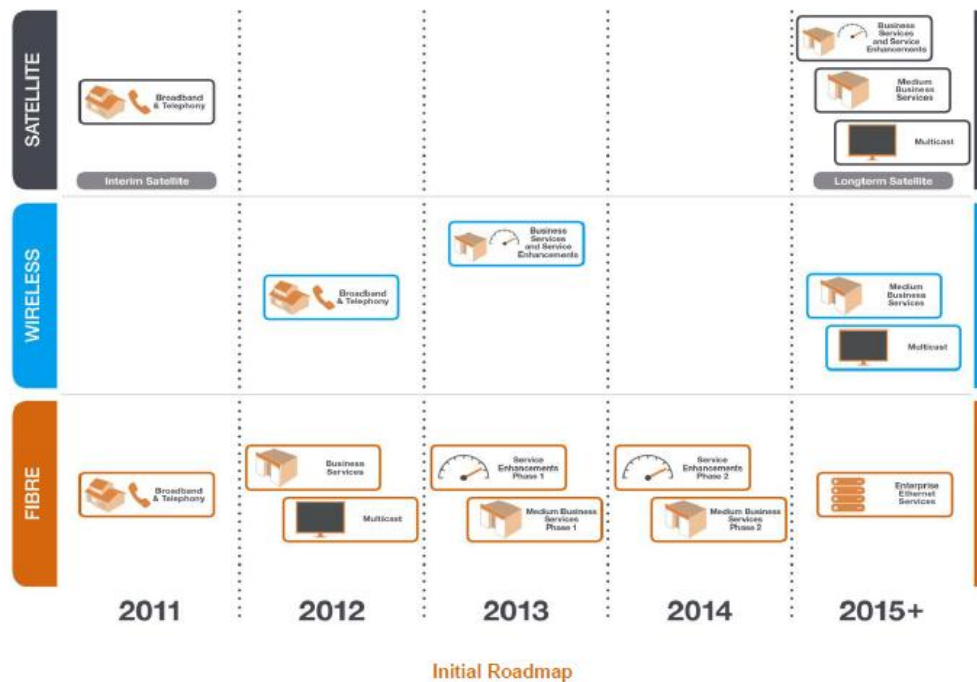 SATELLITE
Broadband
& Telephony
Interim Satellite
Business
Services
and Service
Enhancements
Medium
Business
Services
Multicast
Longterm Satellite
WIRELESS
Broadband
& Telephony
Business
Services
and Service
Enhancements
Medium
Business
Services
Multicast
FIBRE
Broadband
& Telephony
Business
Services
Multicast
Service
Enhancements
Phase 1
Medium Business
Services
Phase 1
Service
Enhancements
Phase 2
Medium Business
Services
Phase 2
Enterprise
Ethernet
Services
2011
2012
2013
2014
2015+
Initial Roadmap